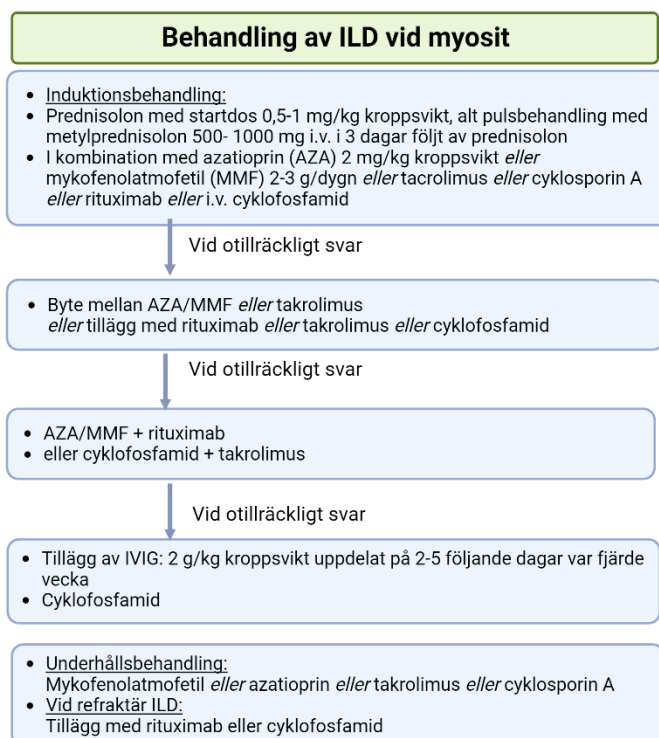 Behandling av ILD vid myosit
• Induktionsbehandling:
• Prednisolon med startdos 0,5-1 mg/kg kroppsvikt, alt pulsbehandling med
metylprednisolon 500- 1000 mg i.v. i 3 dagar följt av prednisolon
• I kombination med azatioprin (AZA) 2 mg/kg kroppsvikt eller
mykofenolatmofetil (MMF) 2-3 g/dygn eller tacrolimus eller cyklosporin A
eller rituximab eller i.v. cyklofosfamid
Vid otillräckligt svar
• Byte mellan AZA/MMF eller takrolimus
eller tillägg med rituximab eller takrolimus eller cyklofosfamid
Vid otillräckligt svar
• AZA/MMF + rituximab
• eller cyklofosfamid + takrolimus
Vid otillräckligt svar
• Tillägg av IVIG: 2 g/kg kroppsvikt uppdelat på 2-5 följande dagar var fjärde
vecka
• Cyklofosfamid
• Underhållsbehandling:
Mykofenolatmofetil eller azatioprin eller takrolimus eller cyklosporin A
• Vid refraktär ILD:
Tillägg med rituximab eller cyklofosfamid